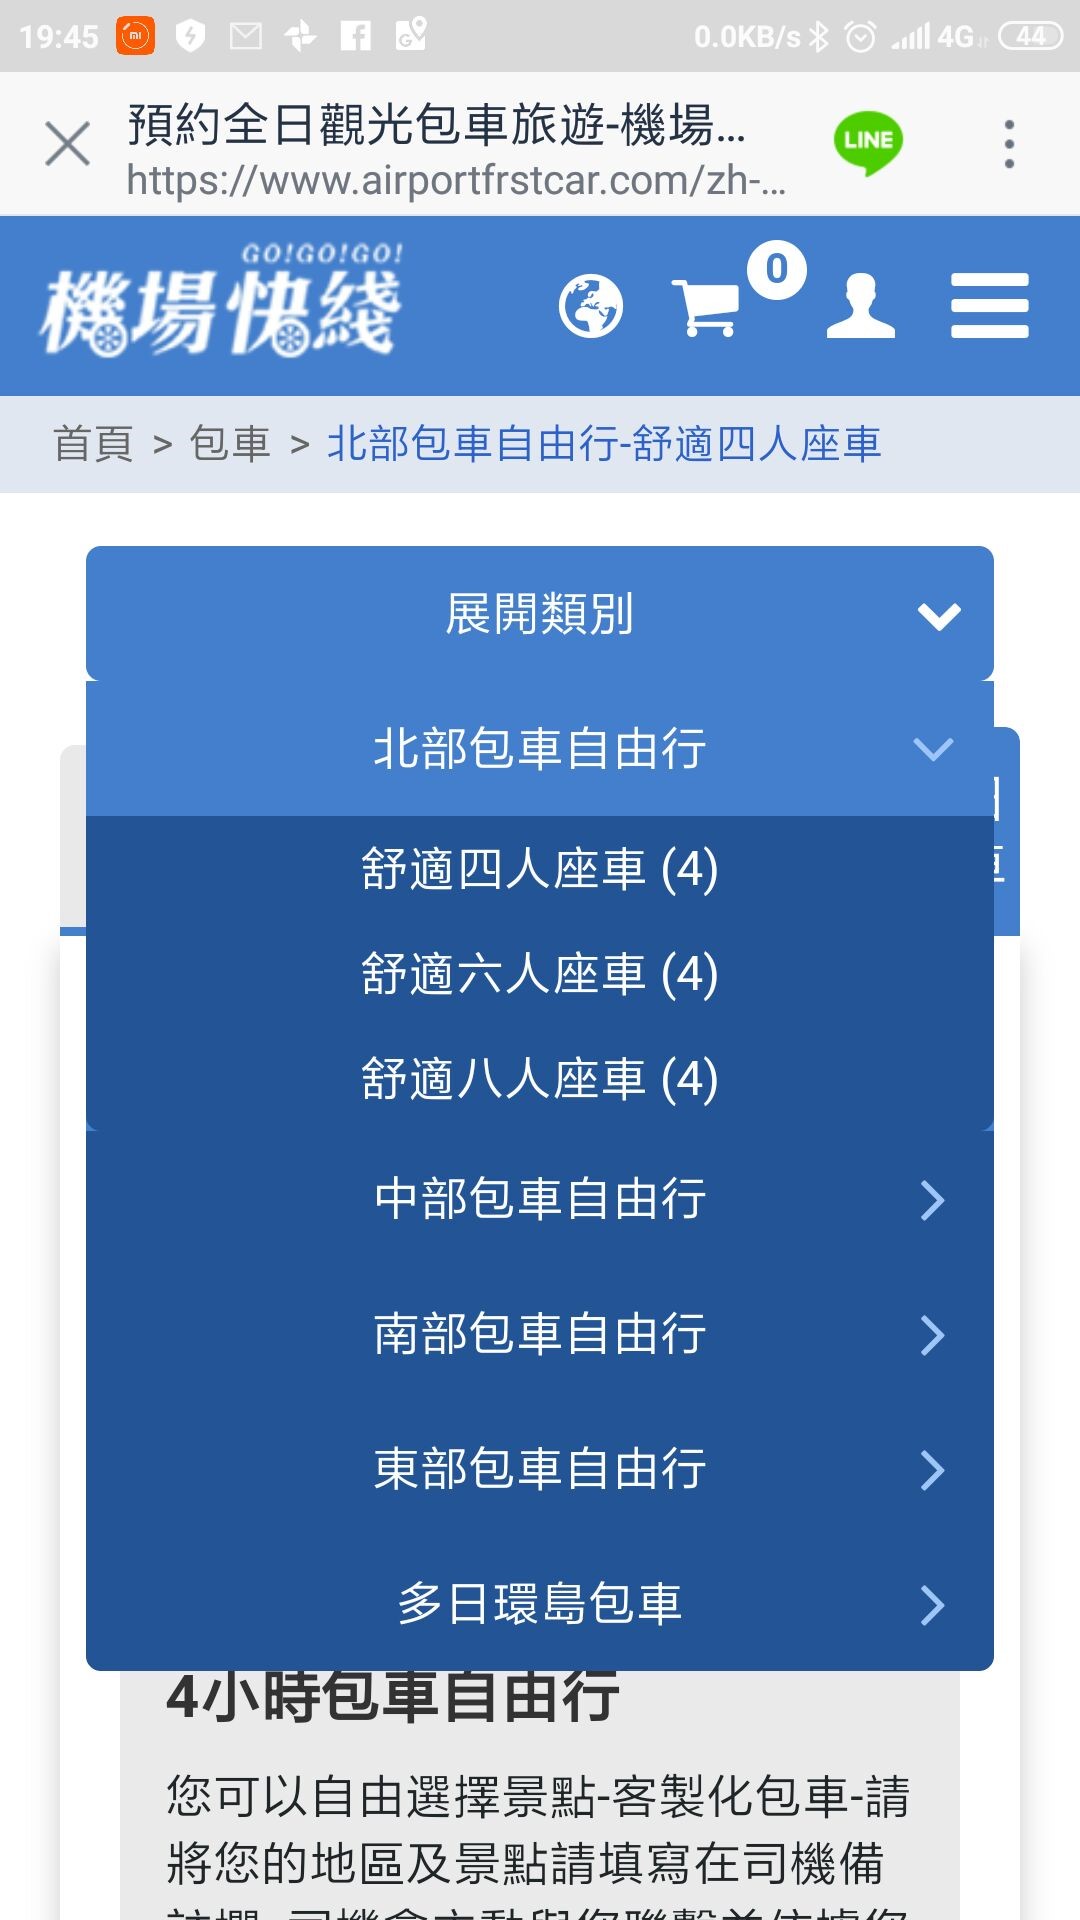 19:45
0.0KB/s 4G 44
預約全日觀光包車旅遊-機場...
https://www.airportfrstcar.com/zh-...
LINE
GO!GO!GO!
機場快綫
0
首頁 > 包車 > 北部包車自由行-舒適四人座車
展開類別
北部包車自由行
舒適四人座車 (4)
舒適六人座車 (4)
舒適八人座車 (4)
中部包車自由行
南部包車自由行
東部包車自由行
多日環島包車
4小時包車自由行
您可以自由選擇景點-客製化包車-請
將您的地區及景點請填寫在司機備